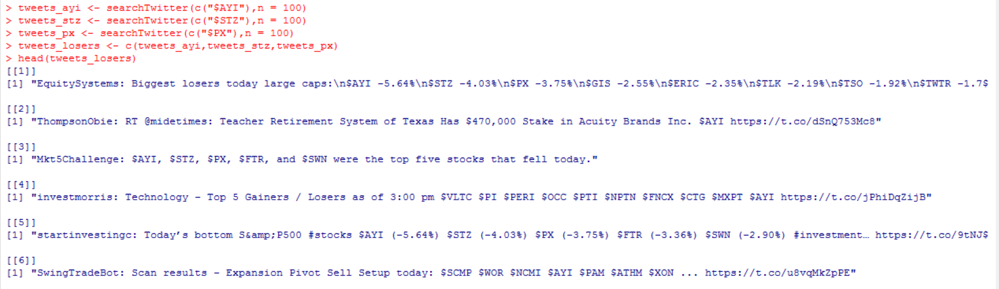 > tweets_ayi <- searchTwitter(c("$AYI"),n = 100)
> tweets_stz <- searchTwitter(c("$STZ"),n = 100)
> tweets_px <- searchTwitter(c("$PX"),n = 100)
> tweets_losers <- c(tweets_ayi,tweets_stz,tweets_px)
> head(tweets_losers)
[[1]]
[1] "EquitySystems: Biggest losers today large caps:\n$AYI -5.64%\n$STZ -4.03%\n$PX -3.75%\n$GIS -2.55%\n$ERIC -2.35%\n$TLK -2.19%\n$TSO -1.92%\n$TWTR -1.7$
[[2]]
[1] "ThompsonObie: RT @midetimes: Teacher Retirement System of Texas Has $470,000 Stake in Acuity Brands Inc. $AYI https://t.co/dSnQ753Mc8"
[[3]]
[1] "Mkt5Challenge: $AYI, $STZ, $PX, $FTR, and $SWN were the top five stocks that fell today."
[[4]]
[1] "investmorris: Technology - Top 5 Gainers / Losers as of 3:00 pm $VLTC $PI $PERI $OCC $PTI $NPTN $FNCX $CTG $MXPT $AYI https://t.co/jPhiDqZijB"
[[5]]
[1] "startinvestingc: Today’s bottom S&amp;P500 #stocks $AYI (-5.64%) $STZ (-4.03%) $PX (-3.75%) $FTR (-3.36%) $SWN (-2.90%) #investment… https://t.co/9tNJ$
[[6]]
[1] "SwingTradeBot: Scan results - Expansion Pivot Sell Setup today: $SCMP $WOR $NCMI $AYI $PAM $ATHM $XON ... https://t.co/u8vqMkZpPE"